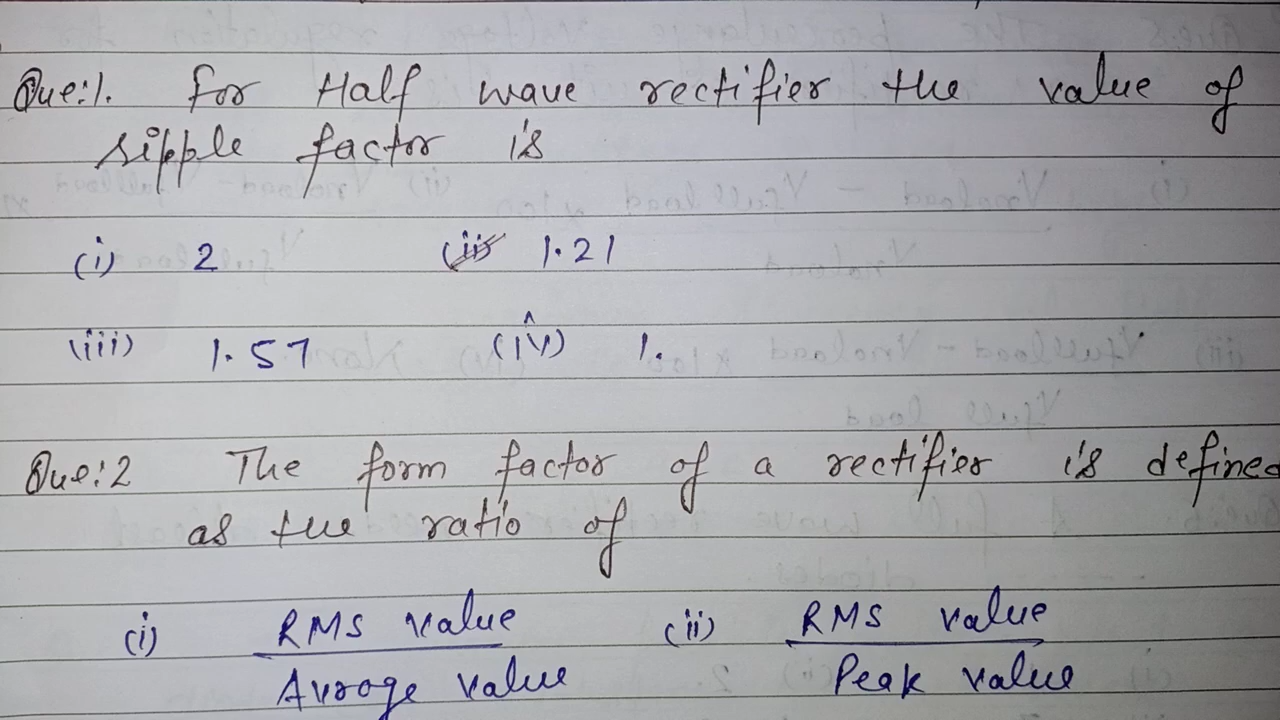 Que:1. For Half wave rectifier the value of
ripple factor is
(i) 2 (ii) 1.21
(iii) 1.57 (iv) 1.
Que:2 The form factor of a rectifier is defined
as the ratio of
(i) RMS value (ii) RMS value
Avrage value Peak value